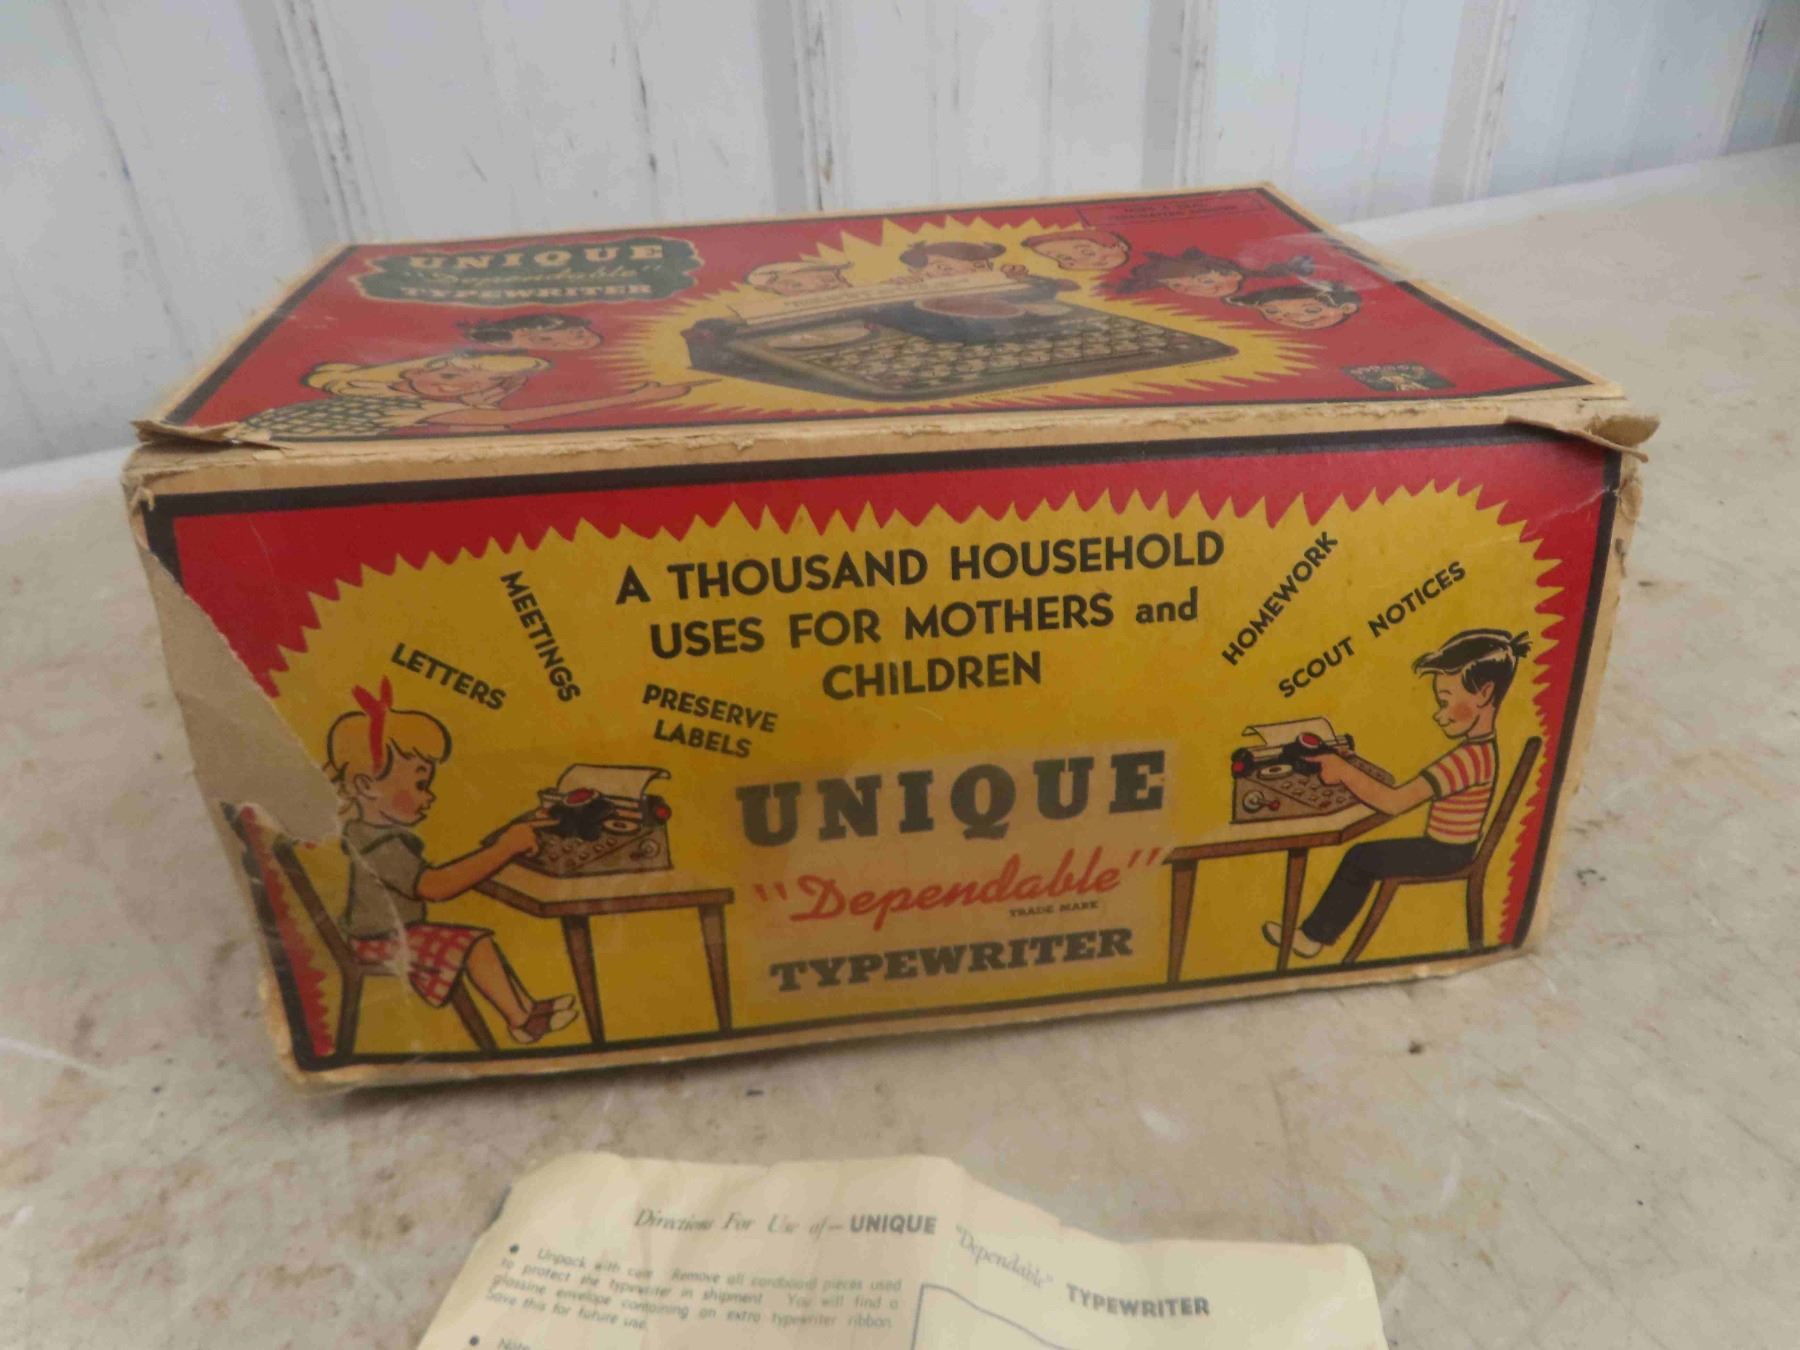 UNIQUE
"Dependable"
TYPEWRITER
A THOUSAND HOUSEHOLD
USES FOR MOTHERS and
CHILDREN
MEETINGS
LETTERS
PRESERVE
LABELS
HOMEWORK
SCOUT NOTICES
UNIQUE
"Dependable"
TRADE MARK
TYPEWRITER
Directions For Use of— UNIQUE "Dependable" TYPEWRITER
• Unpack with care. Remove all cardboard pieces used
to protect the typewriter in shipment. You will find a
glassine envelope containing an extra typewriter ribbon.
Save this for future use.